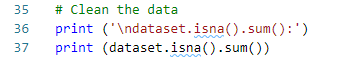 35 # Clean the data
36 print ('\ndataset.isna().sum():')
37 print (dataset.isna().sum())